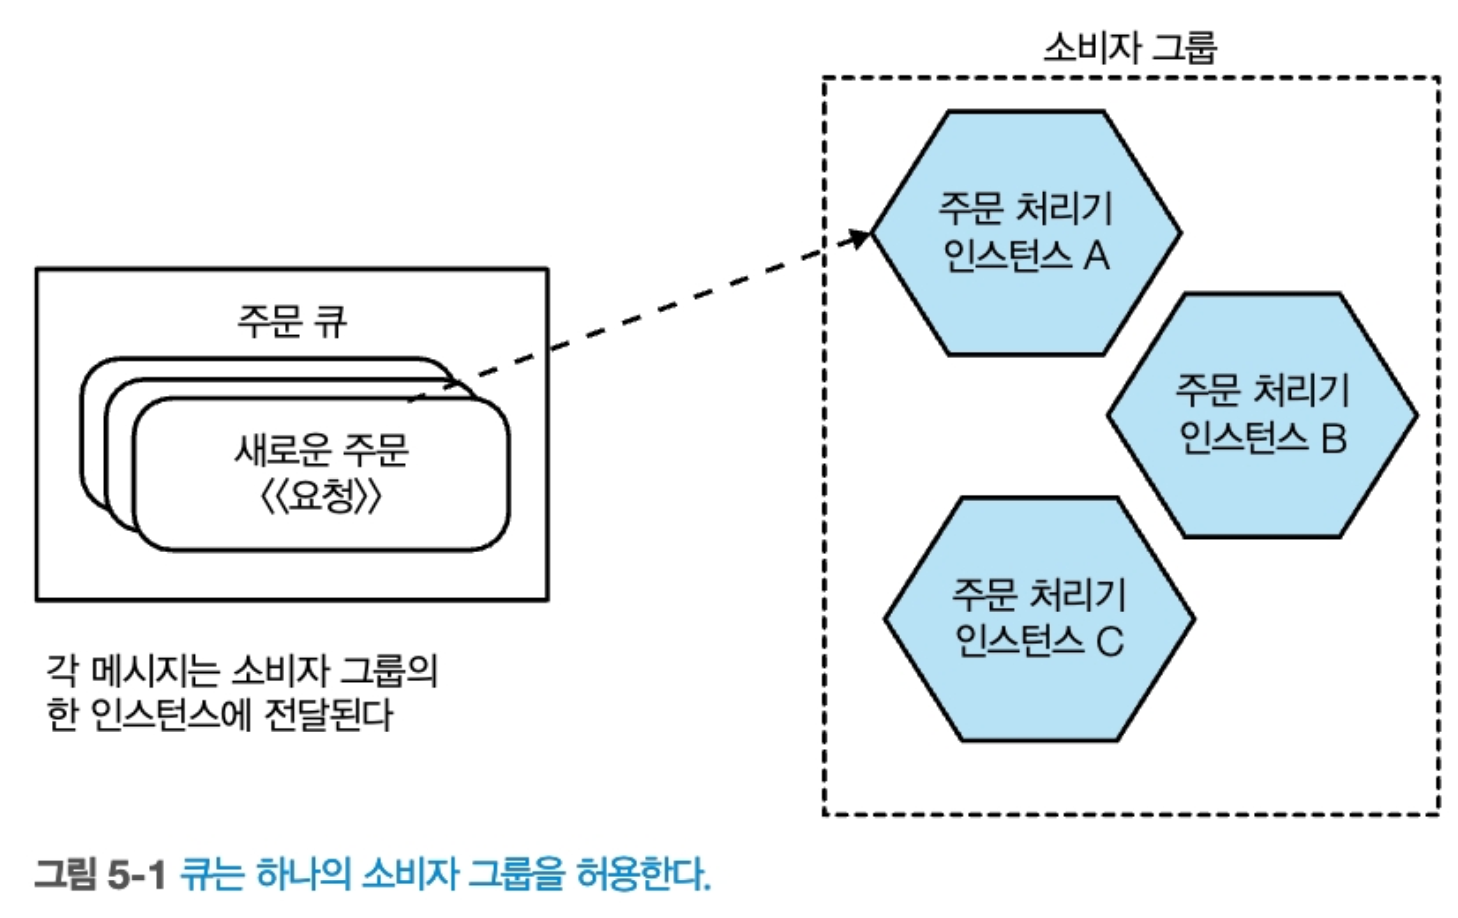 소비자 그룹
주문 처리기
인스턴스 A
주문 큐
주문 처리기
인스턴스 B
새로운 주문
《요청》
주문 처리기
인스턴스 C
각 메시지는 소비자 그룹의
한 인스턴스에 전달된다
그림 5-1 큐는 하나의 소비자 그룹을 허용한다.